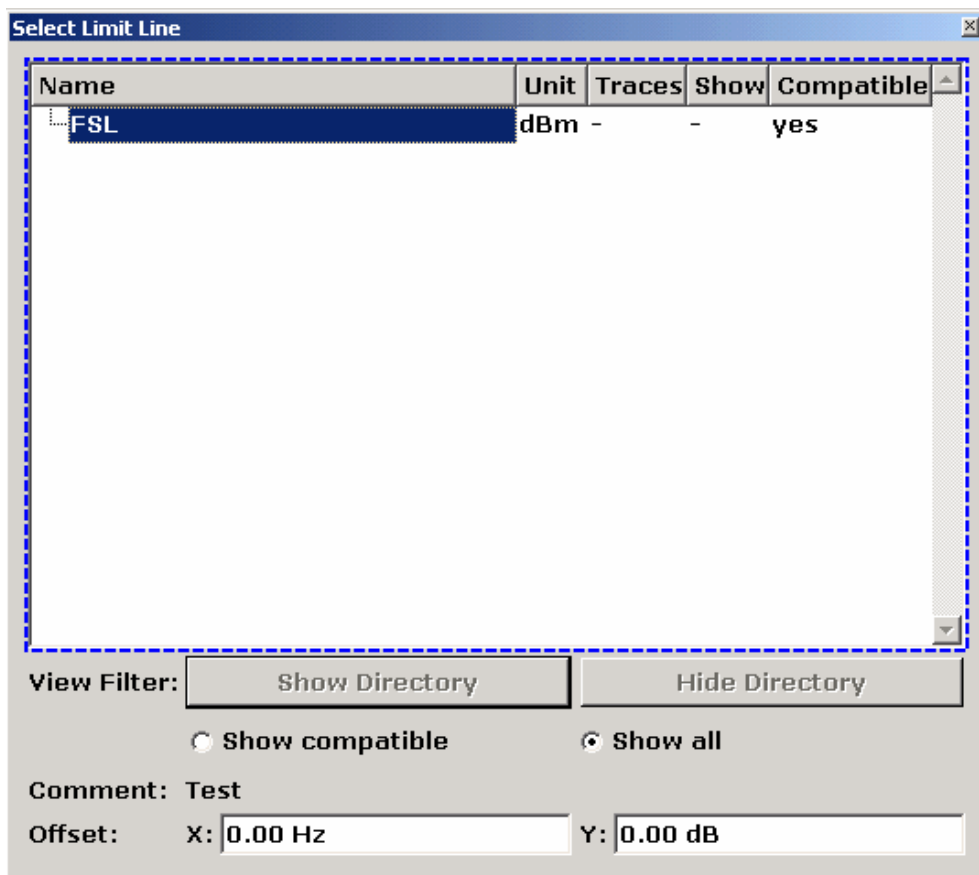 Select Limit Line
Name Unit Traces Show Compatible
FSL dBm - - yes
View Filter: Show Directory Hide Directory
Show compatible Show all
Comment: Test
Offset: X: 0.00 Hz Y: 0.00 dB